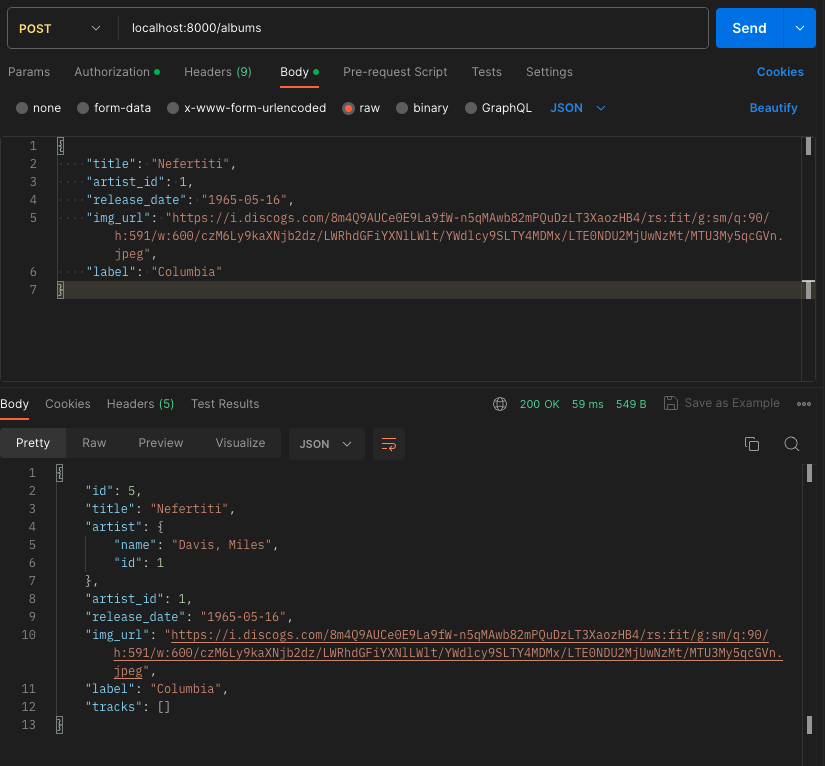 POST localhost:8000/albums Send
Params Authorization Headers (9) Body Pre-request Script Tests Settings Cookies
none form-data x-www-form-urlencoded raw binary GraphQL JSON Beautify
1 {
2 "title": "Nefertiti",
3 "artist_id": 1,
4 "release_date": "1965-05-16",
5 "img_url": "https://i.discogs.com/8m4Q9AUCe0E9La9fW-n5qMAwb82mPQuDzLT3XaozHB4/rs:fit/g:sm/q:90/
h:591/w:600/czM6Ly9kaXNjb2dz/LWRhdGFiYXNlLWlt/YWdlcy9SLTY4MDMx/LTE0NDU2MjUwNzMt/MTU3My5qcGVn.
jpeg",
6 "label": "Columbia"
7 }
Body Cookies Headers (5) Test Results 200 OK 59 ms 549 B Save as Example
Pretty Raw Preview Visualize JSON
1 {
2 "id": 5,
3 "title": "Nefertiti",
4 "artist": {
5 "name": "Davis, Miles",
6 "id": 1
7 },
8 "artist_id": 1,
9 "release_date": "1965-05-16",
10 "img_url": "https://i.discogs.com/8m4Q9AUCe0E9La9fW-n5qMAwb82mPQuDzLT3XaozHB4/rs:fit/g:sm/q:90/
h:591/w:600/czM6Ly9kaXNjb2dz/LWRhdGFiYXNlLWlt/YWdlcy9SLTY4MDMx/LTE0NDU2MjUwNzMt/MTU3My5qcGVn.
jpeg",
11 "label": "Columbia",
12 "tracks": []
13 }